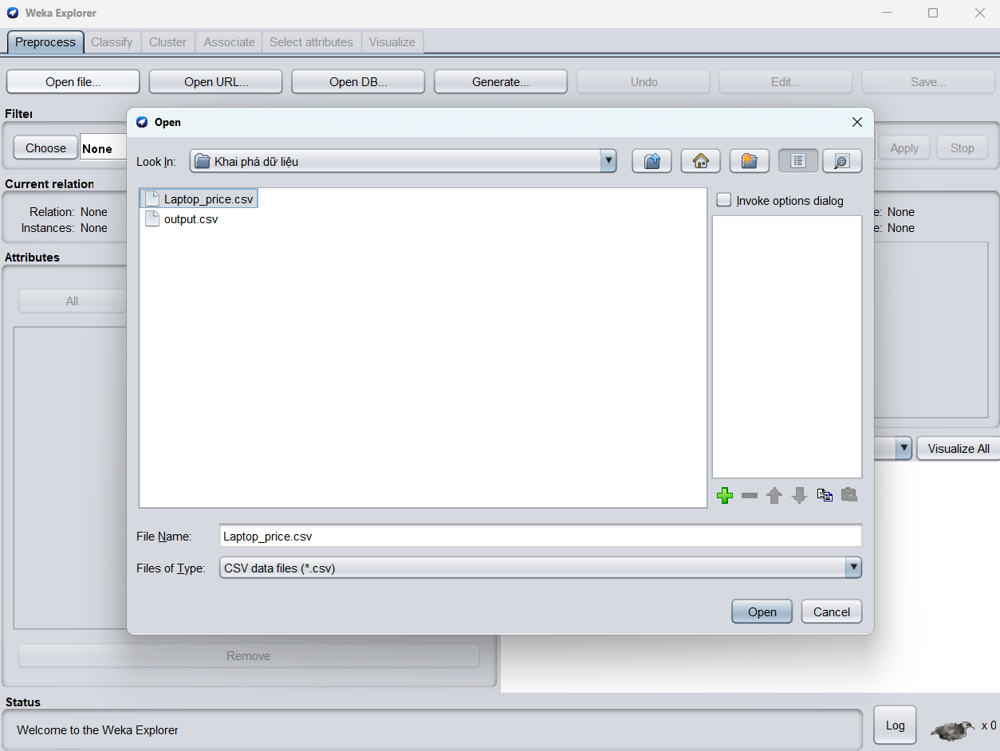 Weka Explorer
Preprocess Classify Cluster Associate Select attributes Visualize
Open file... Open URL... Open DB... Generate... Undo Edit... Save...
Filter
Choose None Apply Stop
Open
Look In: Khai phá dữ liệu
Current relation
Relation: None
Instances: None
e: None
e: None
Attributes
All
Laptop_price.csv
output.csv
Invoke options dialog
Visualize All
File Name: Laptop_price.csv
Files of Type: CSV data files (*.csv)
Open Cancel
Remove
Status
Welcome to the Weka Explorer
Log x 0